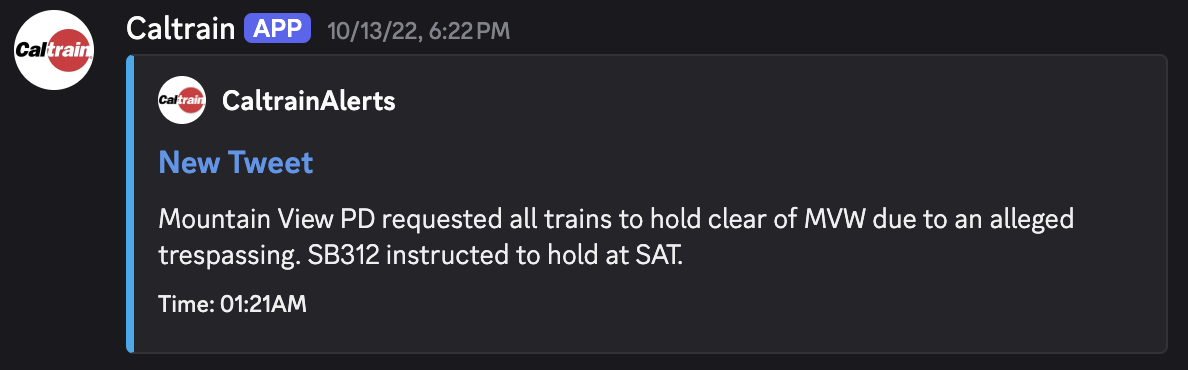 Caltrain
Caltrain APP 10/13/22, 6:22 PM
Caltrain CaltrainAlerts
New Tweet
Mountain View PD requested all trains to hold clear of MVW due to an alleged
trespassing. SB312 instructed to hold at SAT.
Time: 01:21AM